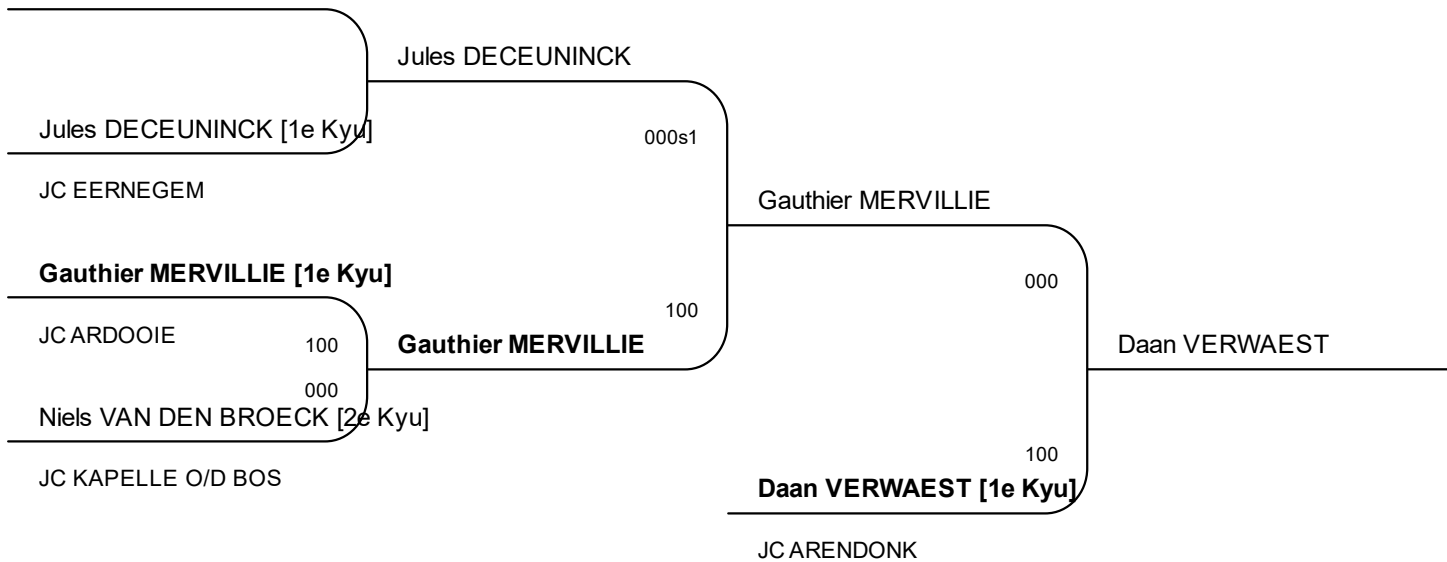 Jules DECEUNINCK
Jules DECEUNINCK [1e Kyu]
000s1
JC EERNEGEM
Gauthier MERVILLIE
Gauthier MERVILLIE [1e Kyu]
000
100
JC ARDOOIE
100
Gauthier MERVILLIE
Daan VERWAEST
000
Niels VAN DEN BROECK [2e Kyu]
100
JC KAPELLE O/D BOS
Daan VERWAEST [1e Kyu]
JC ARENDONK